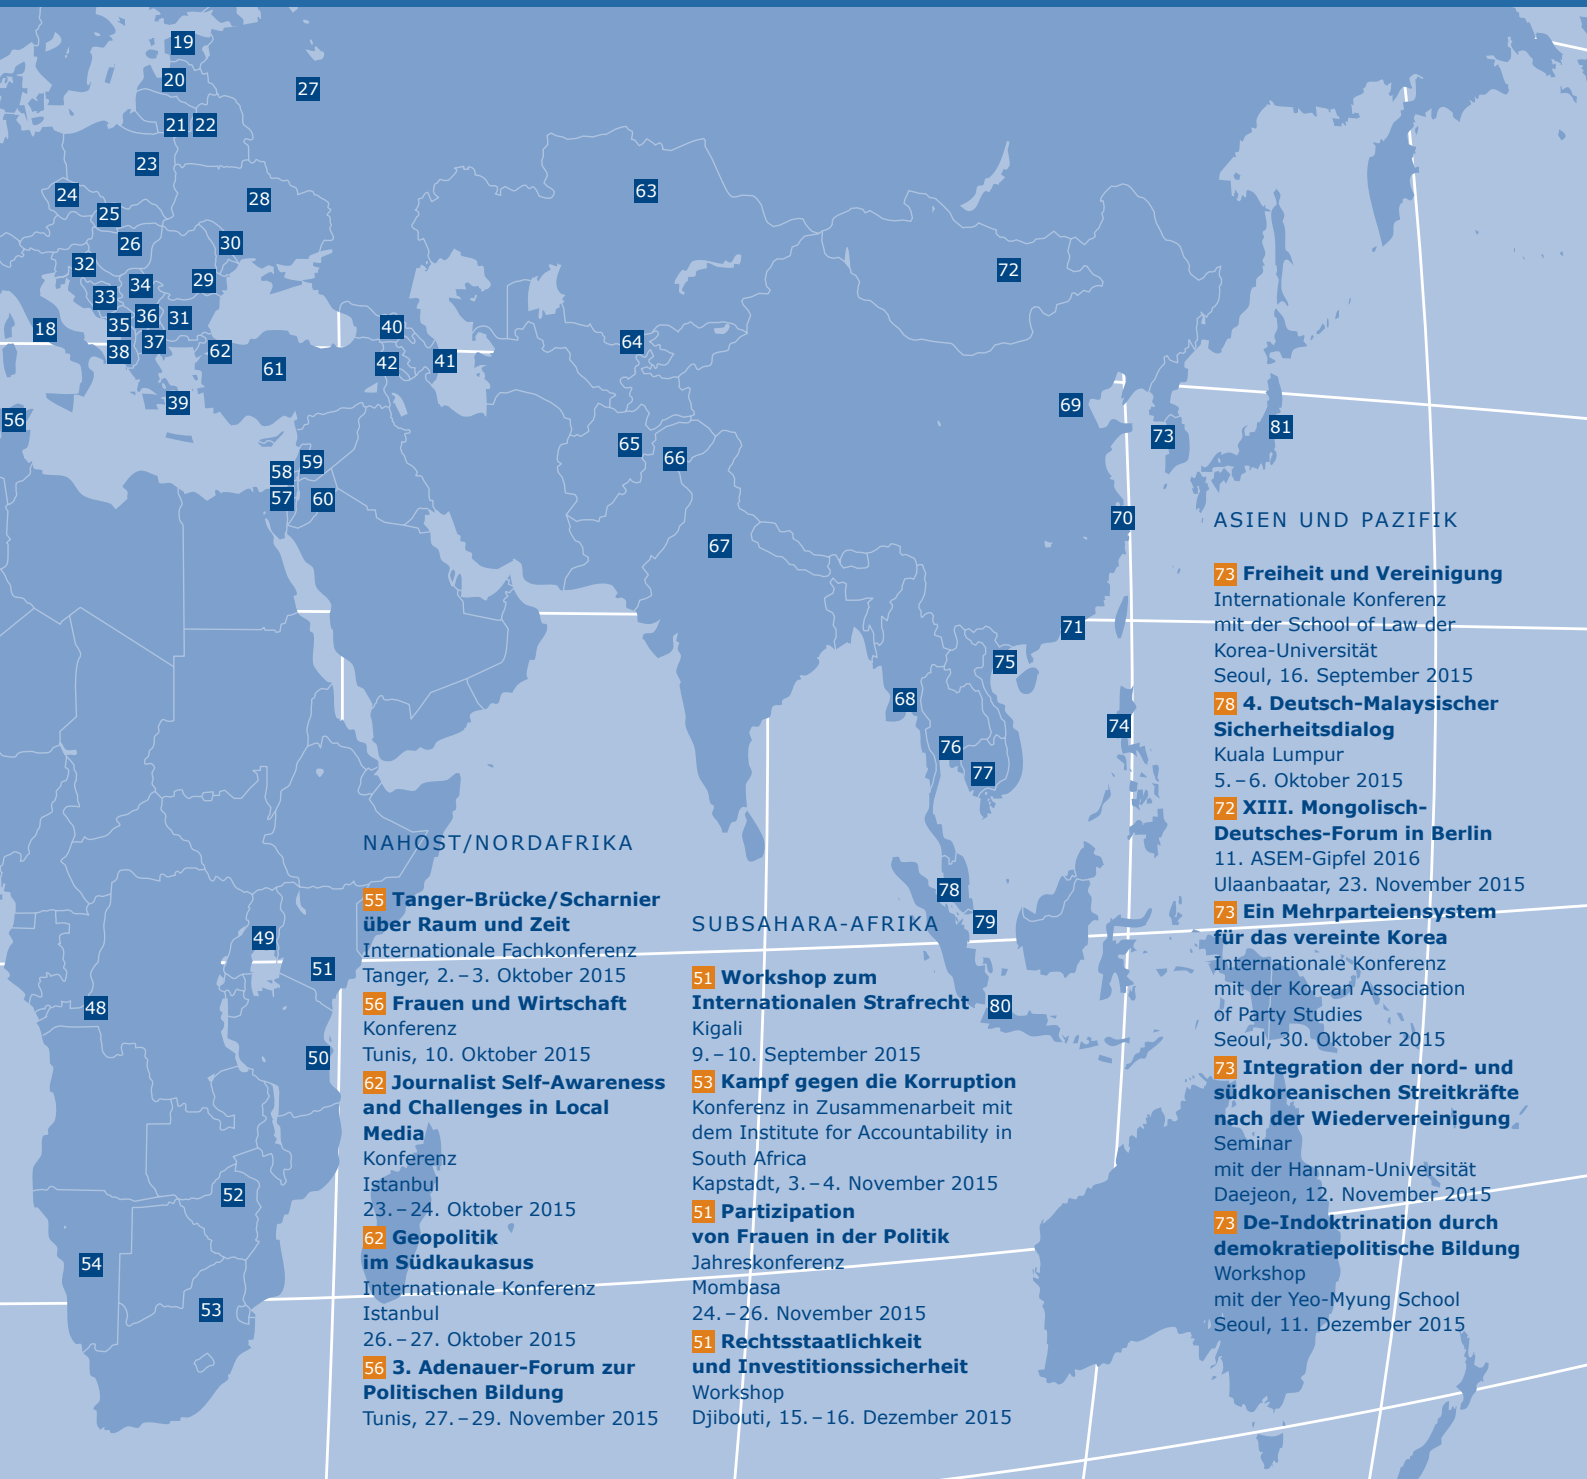 19
20
27
21 22
23
24
28
63
25
26
30
32
72
34
29
33
36
31
35
18
40
37
64
38
62
42
41
61
39
69
56
81
73
65
66
59
58
57
60
70
67
71
75
68
74
76
77
78
79
49
51
48
80
50
52
54
53
NAHOST/NORDAFRIKA
55 Tanger-Brücke/Scharnier
über Raum und Zeit
Internationale Fachkonferenz
Tanger, 2.–3. Oktober 2015
56 Frauen und Wirtschaft
Konferenz
Tunis, 10. Oktober 2015
62 Journalist Self-Awareness
and Challenges in Local
Media
Konferenz
Istanbul
23.–24. Oktober 2015
62 Geopolitik
im Südkaukasus
Internationale Konferenz
Istanbul
26.–27. Oktober 2015
56 3. Adenauer-Forum zur
Politischen Bildung
Tunis, 27.–29. November 2015
SUBSAHARA-AFRIKA
51 Workshop zum
Internationalen Strafrecht
Kigali
9.–10. September 2015
53 Kampf gegen die Korruption
Konferenz in Zusammenarbeit mit
dem Institute for Accountability in
South Africa
Kapstadt, 3.–4. November 2015
51 Partizipation
von Frauen in der Politik
Jahreskonferenz
Mombasa
24.–26. November 2015
51 Rechtsstaatlichkeit
und Investitionssicherheit
Workshop
Djibouti, 15.–16. Dezember 2015
ASIEN UND PAZIFIK
73 Freiheit und Vereinigung
Internationale Konferenz
mit der School of Law der
Korea-Universität
Seoul, 16. September 2015
78 4. Deutsch-Malaysischer
Sicherheitsdialog
Kuala Lumpur
5.–6. Oktober 2015
72 XIII. Mongolisch-
Deutsches-Forum in Berlin
11. ASEM-Gipfel 2016
Ulaanbaatar, 23. November 2015
73 Ein Mehrparteiensystem
für das vereinte Korea
Internationale Konferenz
mit der Korean Association
of Party Studies
Seoul, 30. Oktober 2015
73 Integration der nord- und
südkoreanischen Streitkräfte
nach der Wiedervereinigung
Seminar
mit der Hannam-Universität
Daejeon, 12. November 2015
73 De-Indoktrination durch
demokratiepolitische Bildung
Workshop
mit der Yeo-Myung School
Seoul, 11. Dezember 2015